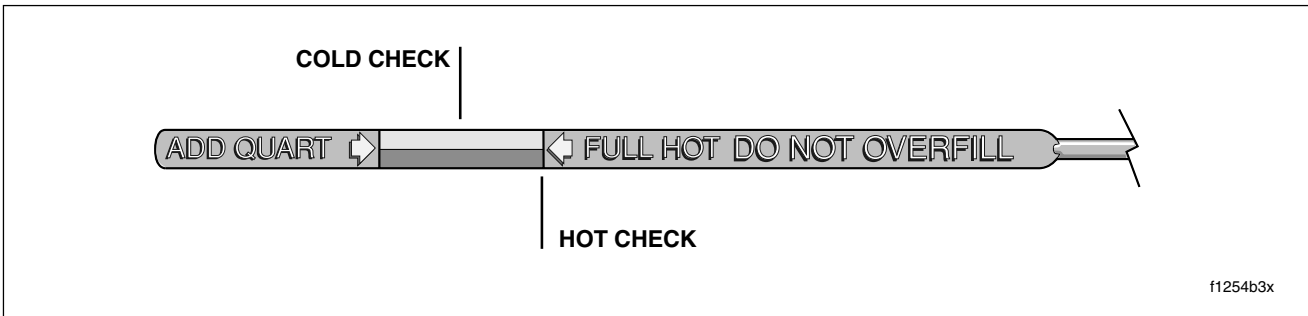 COLD CHECK
ADD QUART FULL HOT DO NOT OVERFILL
HOT CHECK
f1254b3x